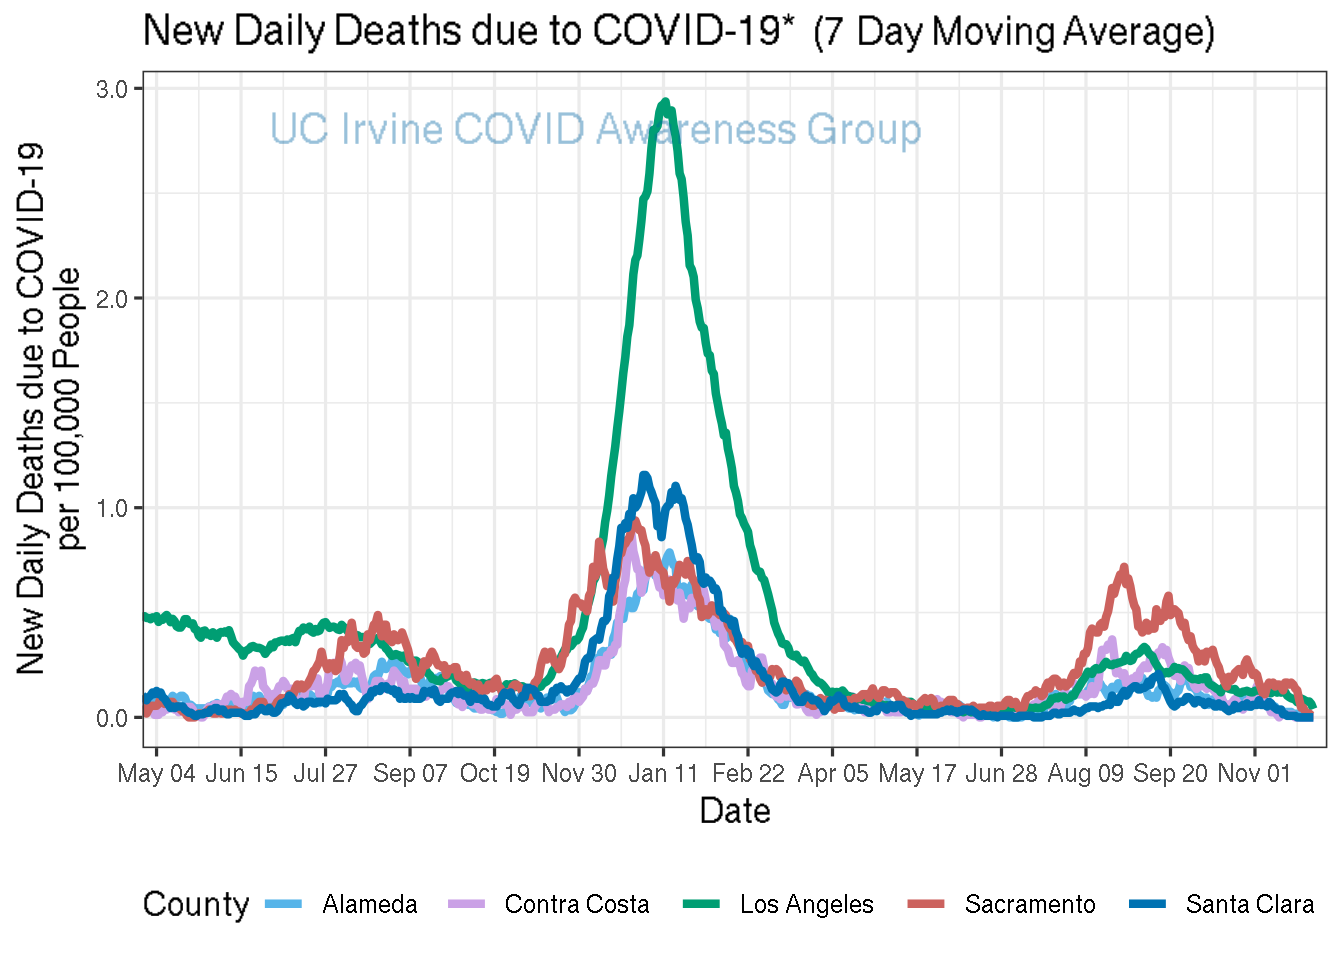 New Daily Deaths due to COVID-19* (7 Day Moving Average)
UC Irvine COVID Awareness Group
New Daily Deaths due to COVID-19
per 100,000 People
3.0
2.0
1.0
0.0
May 04 Jun 15 Jul 27 Sep 07 Oct 19 Nov 30 Jan 11 Feb 22 Apr 05 May 17 Jun 28 Aug 09 Sep 20 Nov 01
Date
County Alameda Contra Costa Los Angeles Sacramento Santa Clara